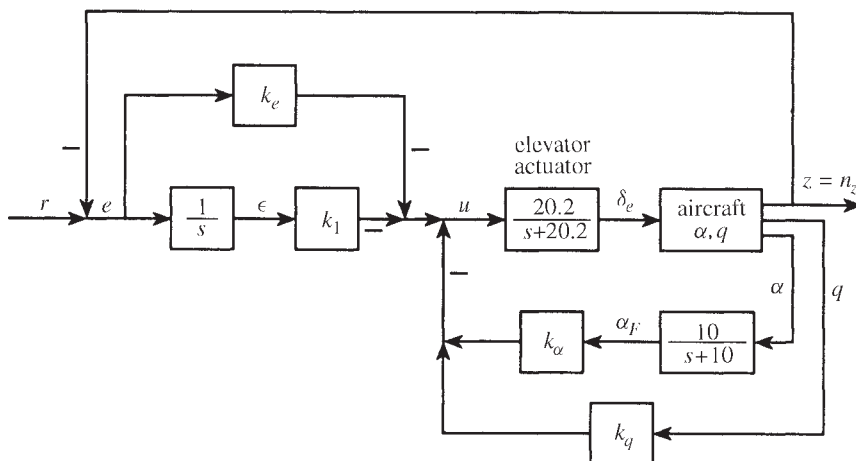 k_e
elevator
actuator
z = n_z
r
e
1
s
ϵ
k_1
u
20.2
s+20.2
δ_e
aircraft
α, q
α
q
k_α
α_F
10
s+10
k_q